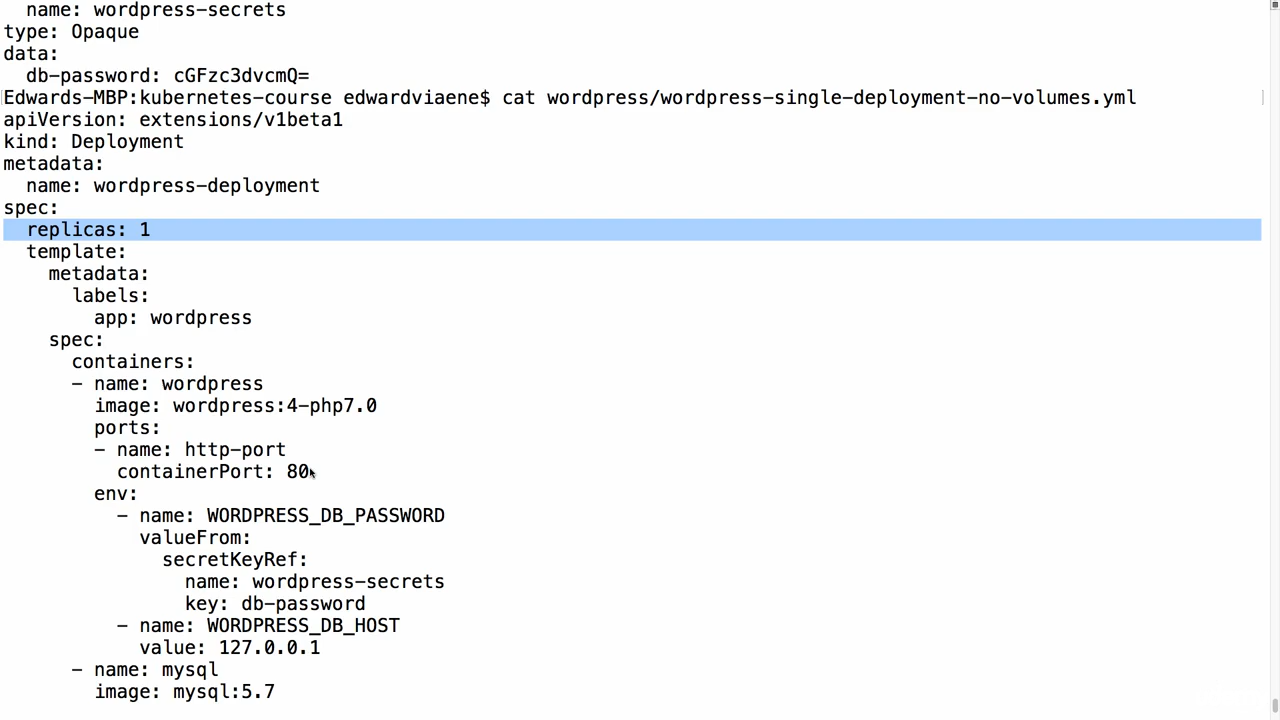 name: wordpress-secrets
type: Opaque
data:
  db-password: cGFzc3dvcmQ=
Edwards-MBP:kubernetes-course edwardviaene$ cat wordpress/wordpress-single-deployment-no-volumes.yml
apiVersion: extensions/v1beta1
kind: Deployment
metadata:
  name: wordpress-deployment
spec:
  replicas: 1
  template:
    metadata:
      labels:
        app: wordpress
    spec:
      containers:
      - name: wordpress
        image: wordpress:4-php7.0
        ports:
        - name: http-port
          containerPort: 80
        env:
          - name: WORDPRESS_DB_PASSWORD
            valueFrom:
              secretKeyRef:
                name: wordpress-secrets
                key: db-password
          - name: WORDPRESS_DB_HOST
            value: 127.0.0.1
      - name: mysql
        image: mysql:5.7